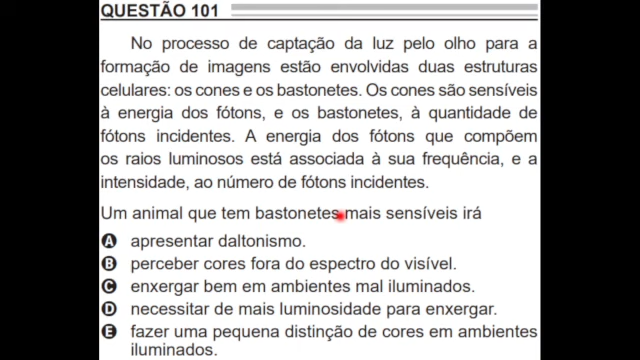 QUESTÃO 101
No processo de captação da luz pelo olho para a
formação de imagens estão envolvidas duas estruturas
celulares: os cones e os bastonetes. Os cones são sensíveis
à energia dos fótons, e os bastonetes, à quantidade de
fótons incidentes. A energia dos fótons que compõem
os raios luminosos está associada à sua frequência, e a
intensidade, ao número de fótons incidentes.
Um animal que tem bastonetes mais sensíveis irá
A apresentar daltonismo.
B perceber cores fora do espectro do visível.
C enxergar bem em ambientes mal iluminados.
D necessitar de mais luminosidade para enxergar.
E fazer uma pequena distinção de cores em ambientes
iluminados.